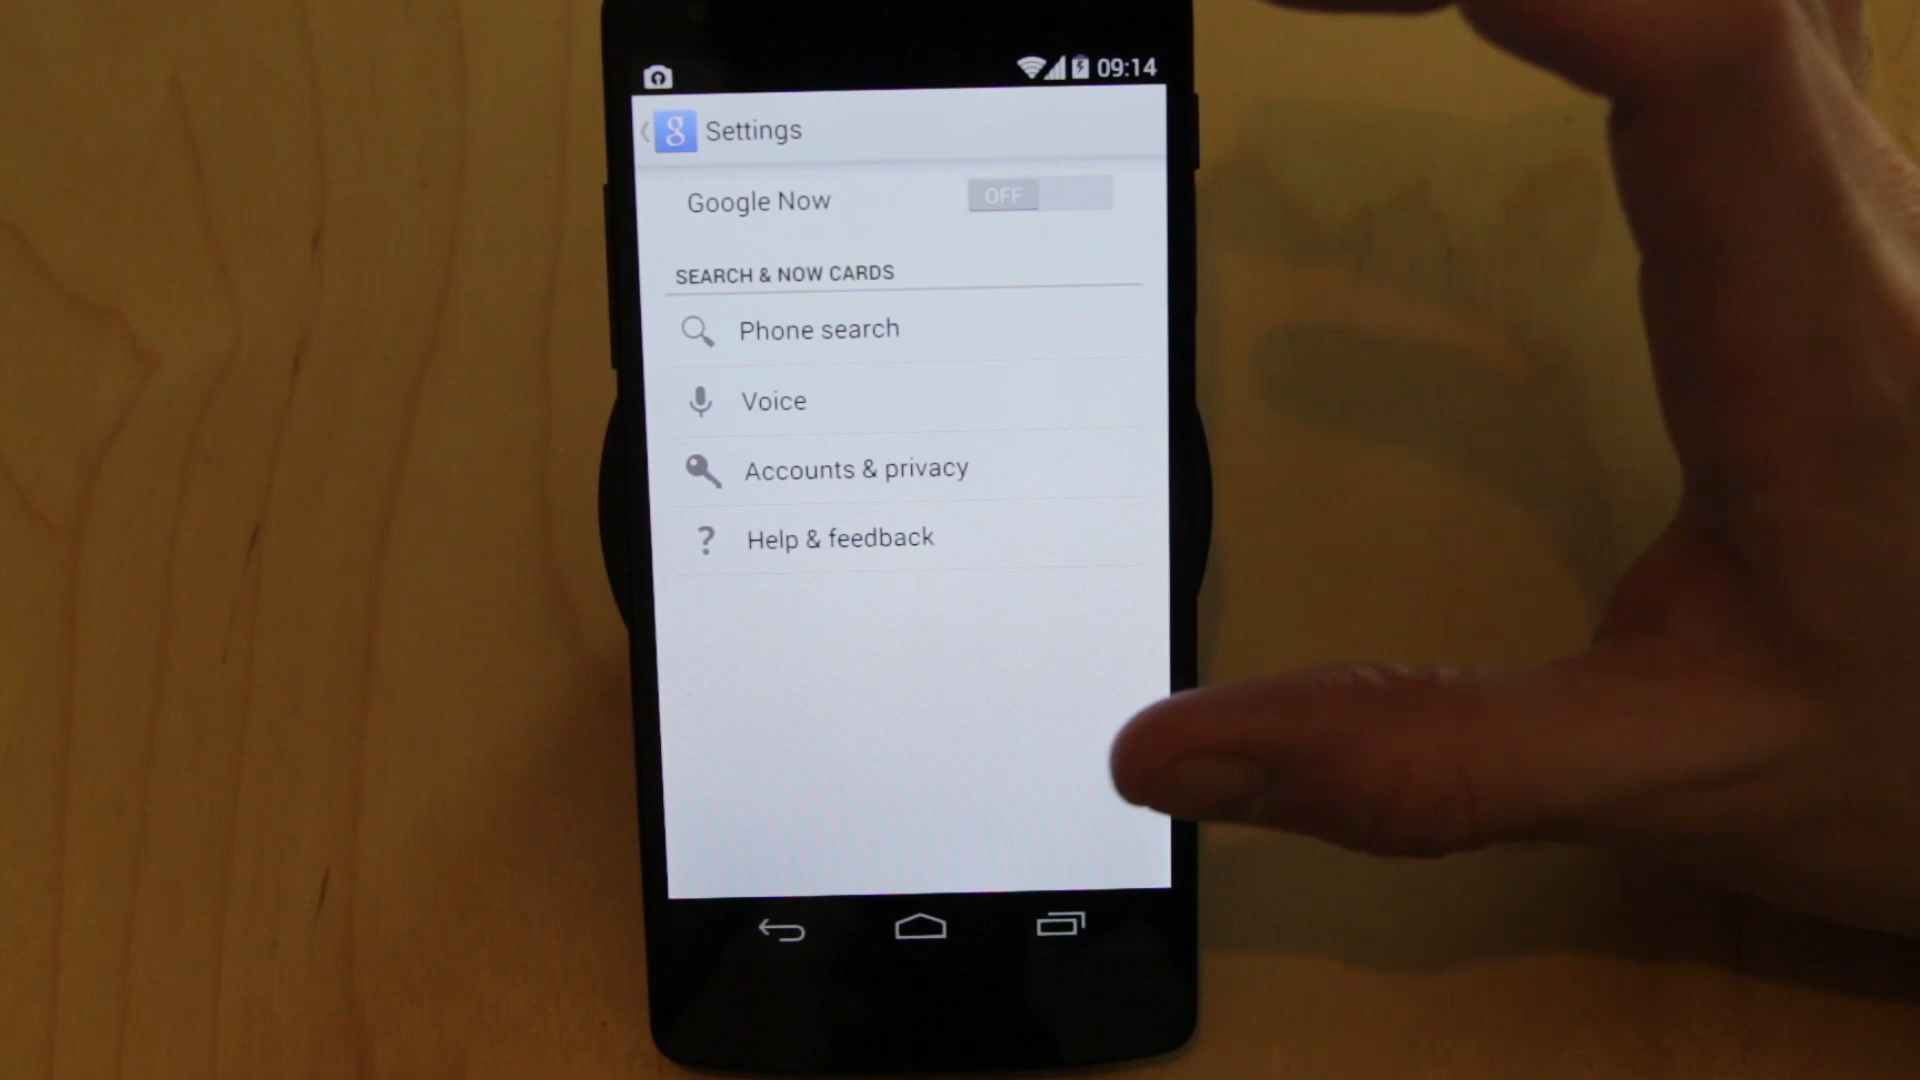 09:14
g Settings
Google Now OFF
SEARCH & NOW CARDS
Phone search
Voice
Accounts & privacy
? Help & feedback